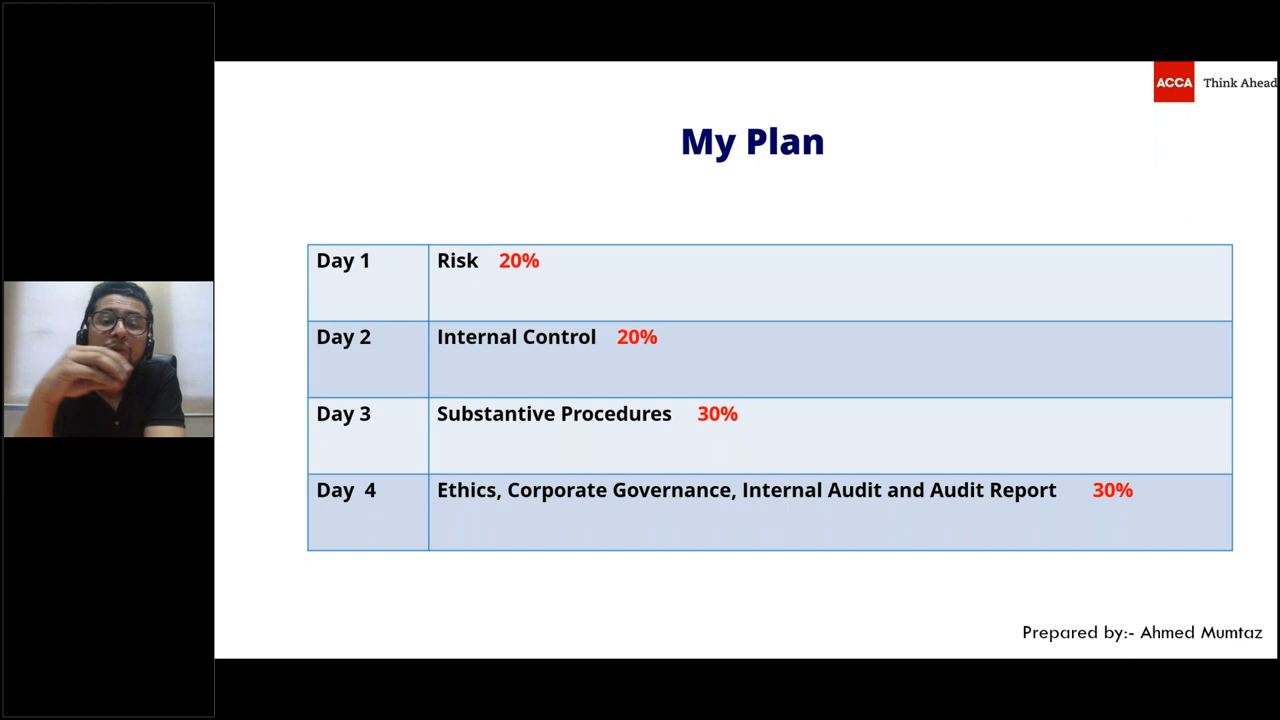 ACCA Think Ahead
My Plan
Day 1 Risk 20%
Day 2 Internal Control 20%
Day 3 Substantive Procedures 30%
Day 4 Ethics, Corporate Governance, Internal Audit and Audit Report 30%
Prepared by:- Ahmed Mumtaz